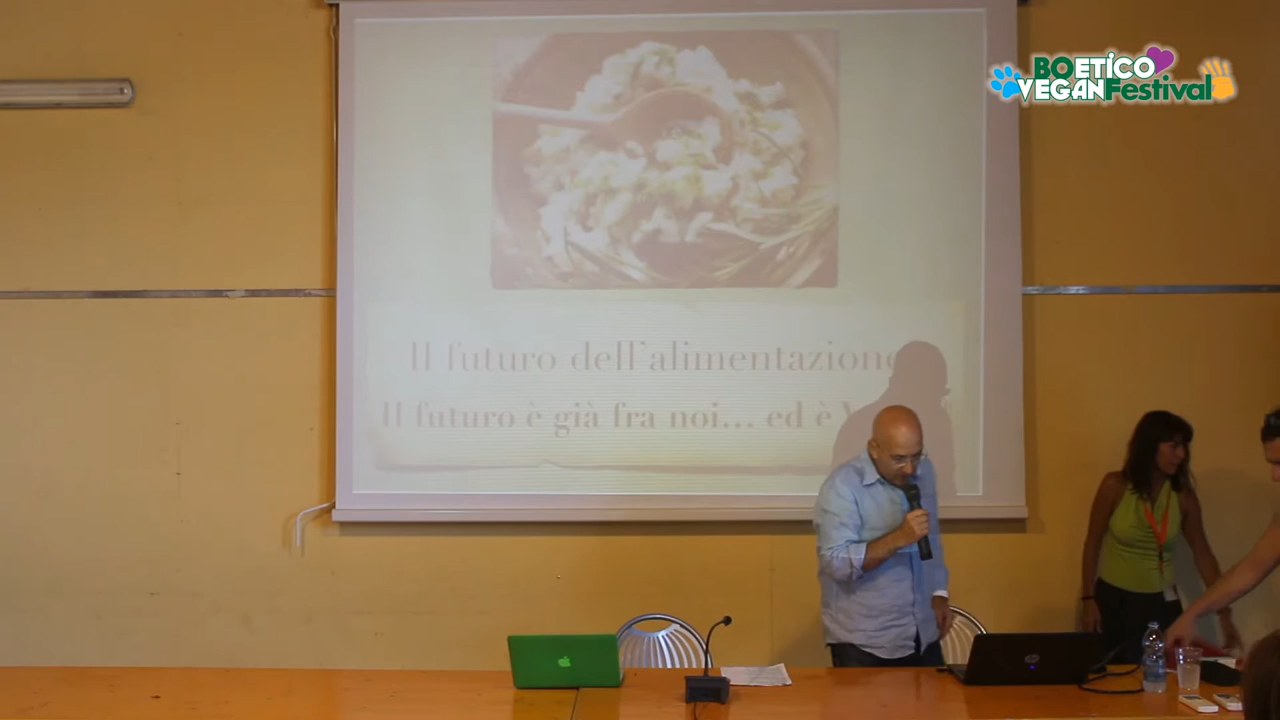 BOETICO
VEGANFestival
Il futuro dell'alimentazione
Il futuro è già fra noi... ed è